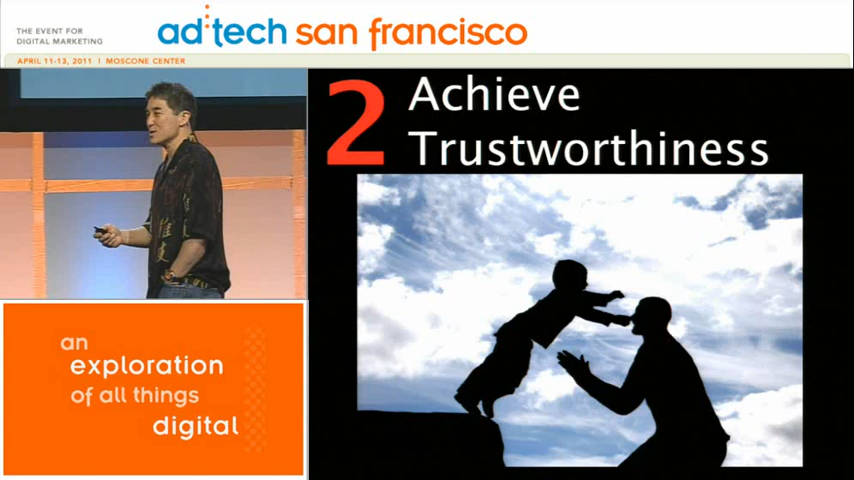 THE EVENT FOR
DIGITAL MARKETING
ad:tech san francisco
APRIL 11-13, 2011 | MOSCONE CENTER
2 Achieve
Trustworthiness
an
exploration
of all things
digital